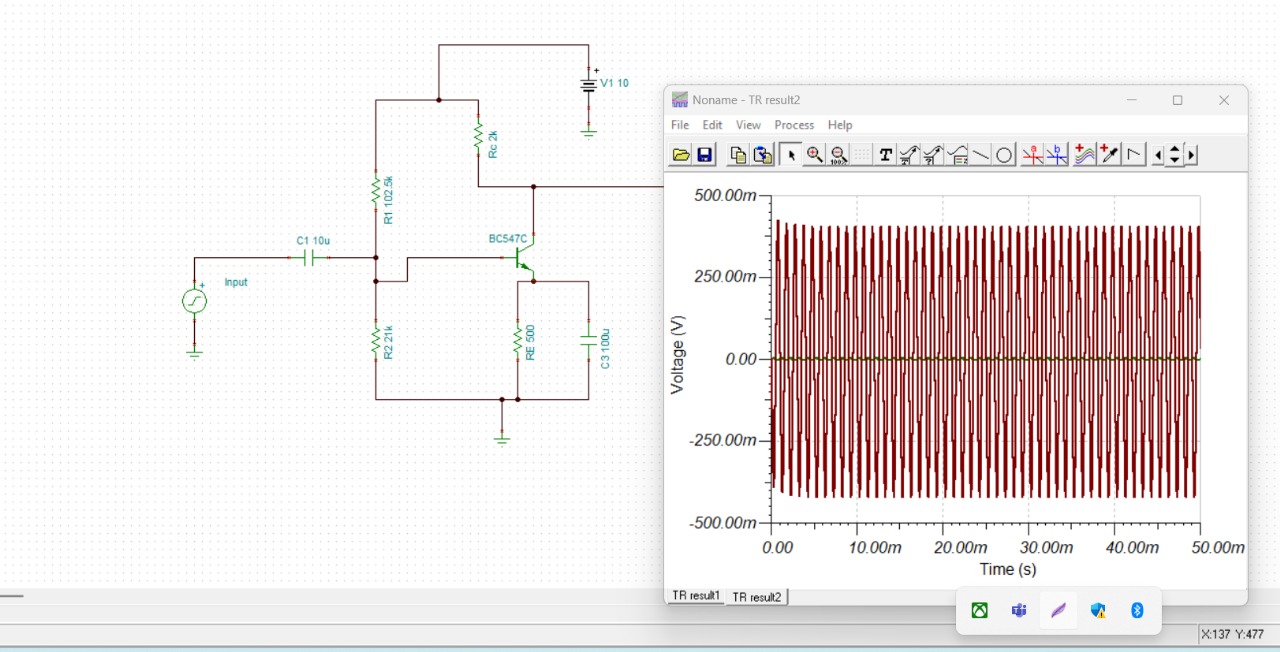 V1 10
Rc 2k
R1 102.5k
C1 10u
BC547C
Input
R2 21k
RE 500
C3 100u
Noname - TR result2
File Edit View Process Help
T
100%
a
b
500.00m
250.00m
0.00
-250.00m
-500.00m
Voltage (V)
0.00 10.00m 20.00m 30.00m 40.00m 50.00m
Time (s)
TR result1 TR result2
X:137 Y:477